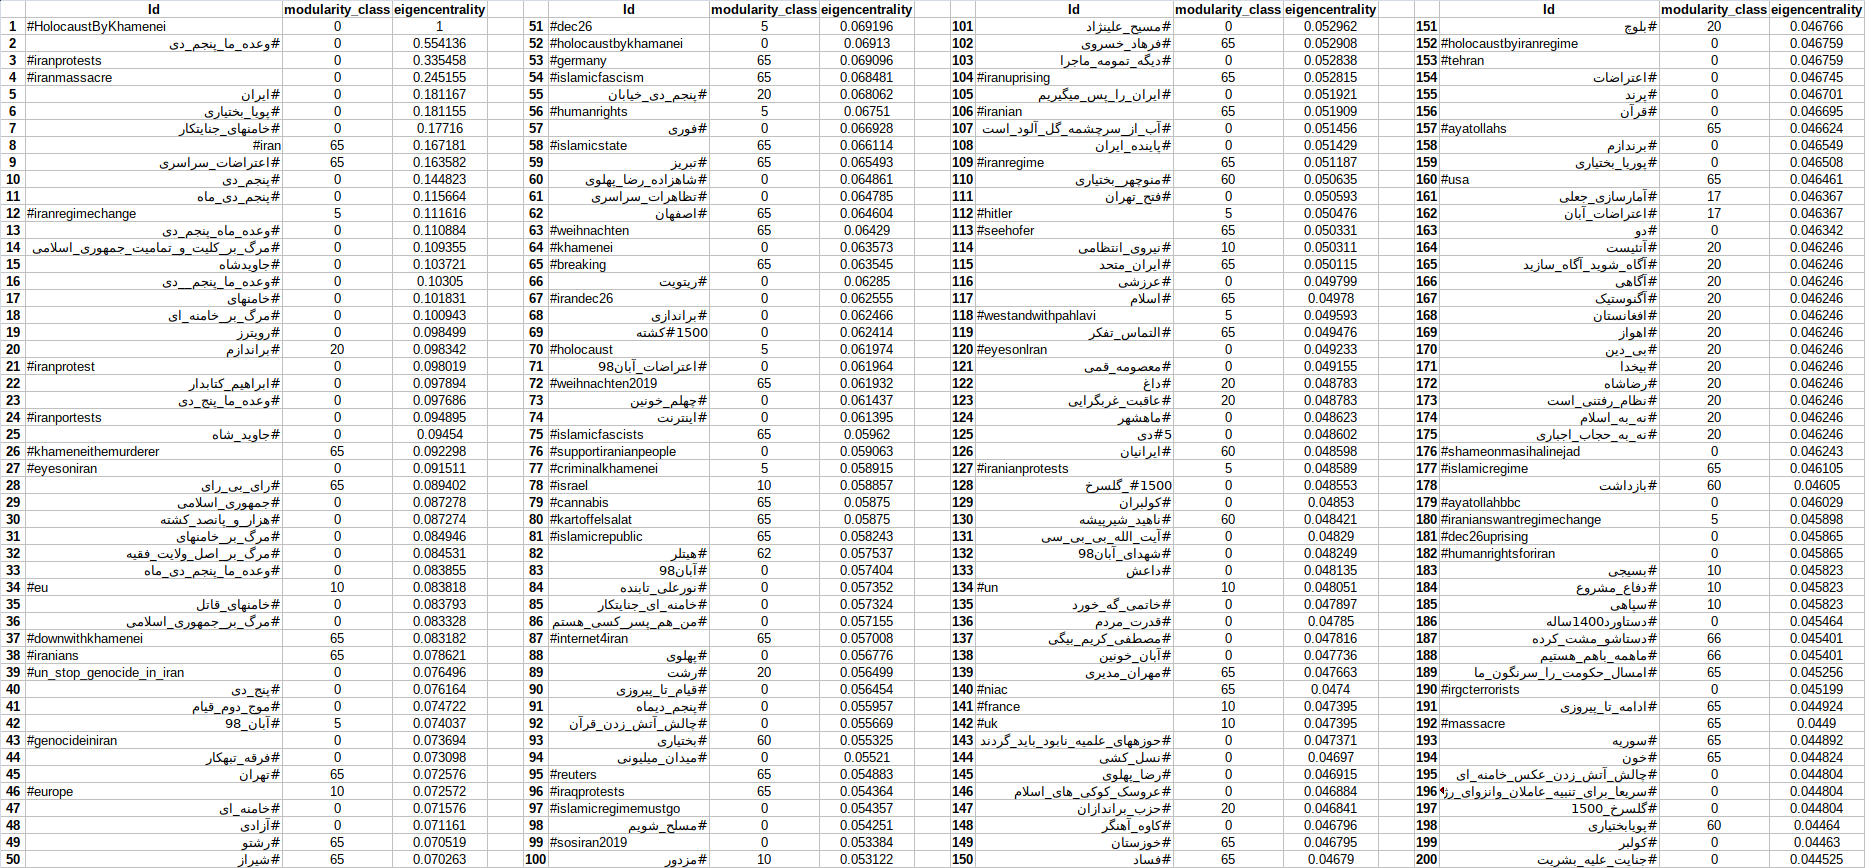 Id modularity_class eigencentrality
1 #HolocaustByKhamenei 0 1
2 #وعده_ما_پنجم_دی 0 0.554136
3 #iranprotests 0 0.335458
4 #iranmassacre 0 0.245155
5 #ایران 0 0.181167
6 #پویا_بختیاری 0 0.181155
7 #خامنهای_جنایتکار 0 0.17716
8 #iran 65 0.167181
9 #اعتراضات_سراسری 65 0.163582
10 #پنجم_دی 0 0.144823
11 #پنجم_دی_ماه 0 0.115664
12 #iranregimechange 5 0.111616
13 #وعده_ماه_پنجم_دی 0 0.110884
14 #مرگ_بر_کلیت_و_تمامیت_جمهوری_اسلامی 0 0.109355
15 #جاویدشاه 0 0.103721
16 #وعده_ما_پنجم__دی 0 0.10305
17 #خامنهای 0 0.101831
18 #مرگ_بر_خامنه_ای 0 0.100943
19 #رویترز 0 0.098499
20 #براندازم 20 0.098342
21 #iranprotest 0 0.098019
22 #ابراهیم_کتابدار 0 0.097894
23 #وعده_ما_پنج_دی 0 0.097686
24 #iranportests 0 0.094895
25 #جاوید_شاه 0 0.09454
26 #khameneithemurderer 65 0.092298
27 #eyesoniran 0 0.091511
28 #رای_بی_رای 65 0.089402
29 #جمهوری_اسلامی 0 0.087278
30 #هزار_و_پانصد_کشته 0 0.087274
31 #مرگ_بر_خامنهای 0 0.084946
32 #مرگ_بر_اصل_ولایت_فقیه 0 0.084531
33 #وعده_ما_پنجم_دی_ماه 0 0.083855
34 #eu 10 0.083818
35 #خامنهای_قاتل 0 0.083793
36 #مرگ_بر_جمهوری_اسلامی 0 0.083328
37 #downwithkhamenei 65 0.083182
38 #iranians 65 0.078621
39 #un_stop_genocide_in_iran 0 0.076496
40 #پنج_دی 0 0.076164
41 #موج_دوم_قیام 0 0.074722
42 #آبان_98 5 0.074037
43 #genocideiniran 0 0.073694
44 #فرقه_تبهکار 0 0.073098
45 #تهران 65 0.072576
46 #europe 10 0.072572
47 #خامنه_ای 0 0.071576
48 #آزادی 0 0.071161
49 #رشتو 65 0.070519
50 #شیراز 65 0.070263
Id modularity_class eigencentrality
51 #dec26 5 0.069196
52 #holocaustbykhamanei 0 0.06913
53 #germany 65 0.069096
54 #islamicfascism 65 0.068481
55 #پنجم_دی_خیابان 20 0.068062
56 #humanrights 5 0.06751
57 #فوری 0 0.066928
58 #islamicstate 65 0.066114
59 #تبریز 65 0.065493
60 #شاهزاده_رضا_پهلوی 0 0.064861
61 #تظاهرات_سراسری 0 0.064785
62 #اصفهان 65 0.064604
63 #weihnachten 65 0.06429
64 #khamenei 0 0.063573
65 #breaking 65 0.063545
66 #ریتویت 0 0.06285
67 #irandec26 0 0.062555
68 #براندازی 0 0.062466
69 #1500کشته 0 0.062414
70 #holocaust 5 0.061974
71 #اعتراضات_آبان98 0 0.061964
72 #weihnachten2019 65 0.061932
73 #چهلم_خونین 0 0.061437
74 #اینترنت 0 0.061395
75 #islamicfascists 65 0.05962
76 #supportiranianpeople 0 0.059063
77 #criminalkhamenei 5 0.058915
78 #israel 10 0.058857
79 #cannabis 65 0.05875
80 #kartoffelsalat 65 0.05875
81 #islamicrepublic 65 0.058243
82 #هیتلر 62 0.057537
83 #آبان98 0 0.057404
84 #نورعلی_تابنده 0 0.057352
85 #خامنه_ای_جنایتکار 0 0.057324
86 #من_هم_پسر_کسی_هستم 0 0.057155
87 #internet4iran 65 0.057008
88 #پهلوی 0 0.056776
89 #رشت 20 0.056499
90 #قیام_تا_پیروزی 0 0.056454
91 #پنجم_دیماه 0 0.055957
92 #چالش_آتش_زدن_قرآن 0 0.055669
93 #بختیاری 60 0.055325
94 #میدان_میلیونی 0 0.05521
95 #reuters 65 0.054883
96 #iraqprotests 65 0.054364
97 #islamicregimemustgo 0 0.054357
98 #مسلح_شویم 0 0.054251
99 #sosiran2019 0 0.053384
100 #مزدور 10 0.053122
Id modularity_class eigencentrality
101 #مسیح_علینژاد 0 0.052962
102 #فرهاد_خسروی 65 0.052908
103 #دیگه_تمومه_ماجرا 0 0.052838
104 #iranuprising 65 0.052815
105 #ایران_را_پس_میگیریم 0 0.051921
106 #iranian 65 0.051909
107 #آب_از_سرچشمه_گل_آلود_است 0 0.051456
108 #پاینده_ایران 0 0.051429
109 #iranregime 65 0.051187
110 #منوچهر_بختیاری 60 0.050635
111 #فتح_تهران 0 0.050593
112 #hitler 5 0.050476
113 #seehofer 65 0.050331
114 #نیروی_انتظامی 10 0.050311
115 #ایران_متحد 65 0.050115
116 #عرزشی 0 0.049799
117 #اسلام 65 0.04978
118 #westandwithpahlavi 5 0.049593
119 #التماس_تفکر 65 0.049476
120 #eyesonIran 0 0.049233
121 #معصومه_قمی 0 0.049155
122 #داغ 20 0.048783
123 #عاقبت_غربگرایی 20 0.048783
124 #ماهشهر 0 0.048623
125 #5دی 0 0.048602
126 #ایرانیان 60 0.048598
127 #iranianprotests 5 0.048589
128 #1500_گلسرخ 0 0.048553
129 #کولبران 0 0.04853
130 #ناهید_شیرپیشه 60 0.048421
131 #آیت_الله_بی_بی_سی 0 0.04829
132 #شهدای_آبان98 0 0.048249
133 #داعش 0 0.048135
134 #un 10 0.048051
135 #خاتمی_گه_خورد 0 0.047897
136 #قدرت_مردم 0 0.04785
137 #مصطفی_کریم_بیگی 0 0.047816
138 #آبان_خونین 0 0.047736
139 #مهران_مدیری 65 0.047663
140 #niac 65 0.0474
141 #france 10 0.047395
142 #uk 10 0.047395
143 #حوزههای_علمیه_نابود_باید_گردند 0 0.047371
144 #نسل_کشی 0 0.04697
145 #رضا_پهلوی 0 0.046915
146 #عروسک_کوکی_های_اسلام 0 0.046884
147 #حزب_براندازان 20 0.046841
148 #کاوه_آهنگر 0 0.046796
149 #خوزستان 65 0.046795
150 #فساد 65 0.04679
Id modularity_class eigencentrality
151 #بلوچ 20 0.046766
152 #holocaustbyiranregime 0 0.046759
153 #tehran 0 0.046759
154 #اعتراضات 0 0.046745
155 #پرند 0 0.046701
156 #قرآن 0 0.046695
157 #ayatollahs 65 0.046624
158 #برندازم 0 0.046549
159 #پوریا_بختیاری 0 0.046508
160 #usa 65 0.046461
161 #آمارسازی_جعلی 17 0.046367
162 #اعتراضات_آبان 17 0.046367
163 #دو 0 0.046342
164 #آتئیست 20 0.046246
165 #آگاه_شوید_آگاه_سازید 20 0.046246
166 #آگاهی 20 0.046246
167 #آگنوستیک 20 0.046246
168 #افغانستان 20 0.046246
169 #اهواز 20 0.046246
170 #بی_دین 20 0.046246
171 #بیخدا 20 0.046246
172 #رضاشاه 20 0.046246
173 #نظام_رفتنی_است 20 0.046246
174 #نه_به_اسلام 20 0.046246
175 #نه_به_حجاب_اجباری 20 0.046246
176 #shameonmasihalinejad 0 0.046243
177 #islamicregime 65 0.046105
178 #بازداشت 60 0.04605
179 #ayatollahbbc 0 0.046029
180 #iranianswantregimechange 5 0.045898
181 #dec26uprising 0 0.045865
182 #humanrightsforiran 0 0.045865
183 #بسیجی 10 0.045823
184 #دفاع_مشروع 10 0.045823
185 #سپاهی 10 0.045823
186 #دستاورد1400ساله 0 0.045464
187 #دستاشو_مشت_کرده 66 0.045401
188 #ماهمه_باهم_هستیم 66 0.045401
189 #امسال_حکومت_را_سرنگون_ما 65 0.045256
190 #irgcterrorists 0 0.045199
191 #ادامه_تا_پیروزی 65 0.044924
192 #massacre 65 0.0449
193 #سوریه 65 0.044892
194 #خون 65 0.044824
195 #چالش_آتش_زدن_عکس_خامنه_ای 0 0.044804
196 #سریعا_برای_تنبیه_عاملان_وانزوای_رژ 0 0.044804
197 #گلسرخ_1500 0 0.044804
198 #پویابختیاری 60 0.04464
199 #کولبر 0 0.04463
200 #جنایت_علیه_بشریت 0 0.044525